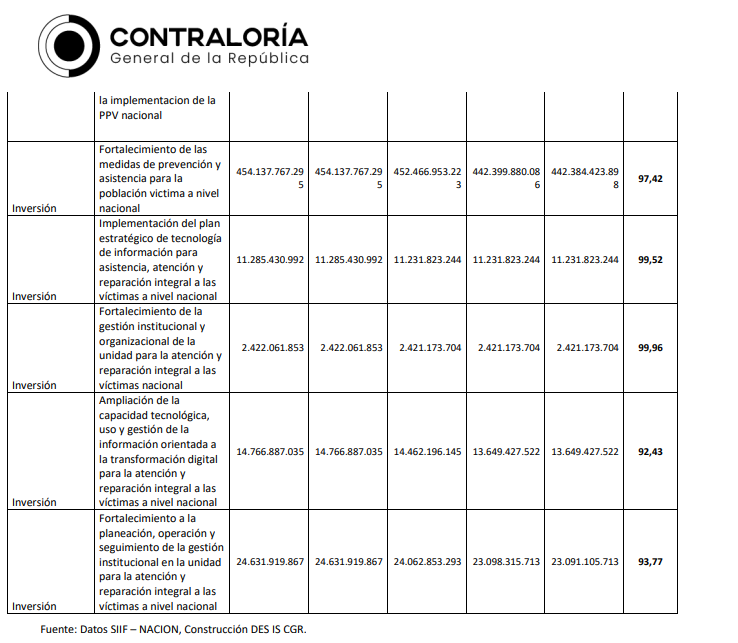 CONTRALORÍA
General de la República
la implementacion de la
PPV nacional
Fortalecimiento de las
medidas de prevención y
asistencia para la
población victima a nivel
nacional
Inversión
454.137.767.29
5
454.137.767.29
5
452.466.953.22
3
442.399.880.08
6
442.384.423.89
8
97,42
Implementación del plan
estratégico de tecnología
de información para
asistencia, atención y
reparación integral a las
víctimas a nivel nacional
Inversión
11.285.430.992
11.285.430.992
11.231.823.244
11.231.823.244
11.231.823.244
99,52
Fortalecimiento de la
gestión institucional y
organizacional de la
unidad para la atención y
reparación integral a las
víctimas nacional
Inversión
2.422.061.853
2.422.061.853
2.421.173.704
2.421.173.704
2.421.173.704
99,96
Ampliación de la
capacidad tecnológica,
uso y gestión de la
información orientada a
la transformación digital
para la atención y
reparación integral a las
víctimas a nivel nacional
Inversión
14.766.887.035
14.766.887.035
14.462.196.145
13.649.427.522
13.649.427.522
92,43
Fortalecimiento a la
planeación, operación y
seguimiento de la gestión
institucional en la unidad
para la atención y
reparación integral a las
víctimas a nivel nacional
Inversión
24.631.919.867
24.631.919.867
24.062.853.293
23.098.315.713
23.091.105.713
93,77
Fuente: Datos SIIF – NACION, Construcción DES IS CGR.